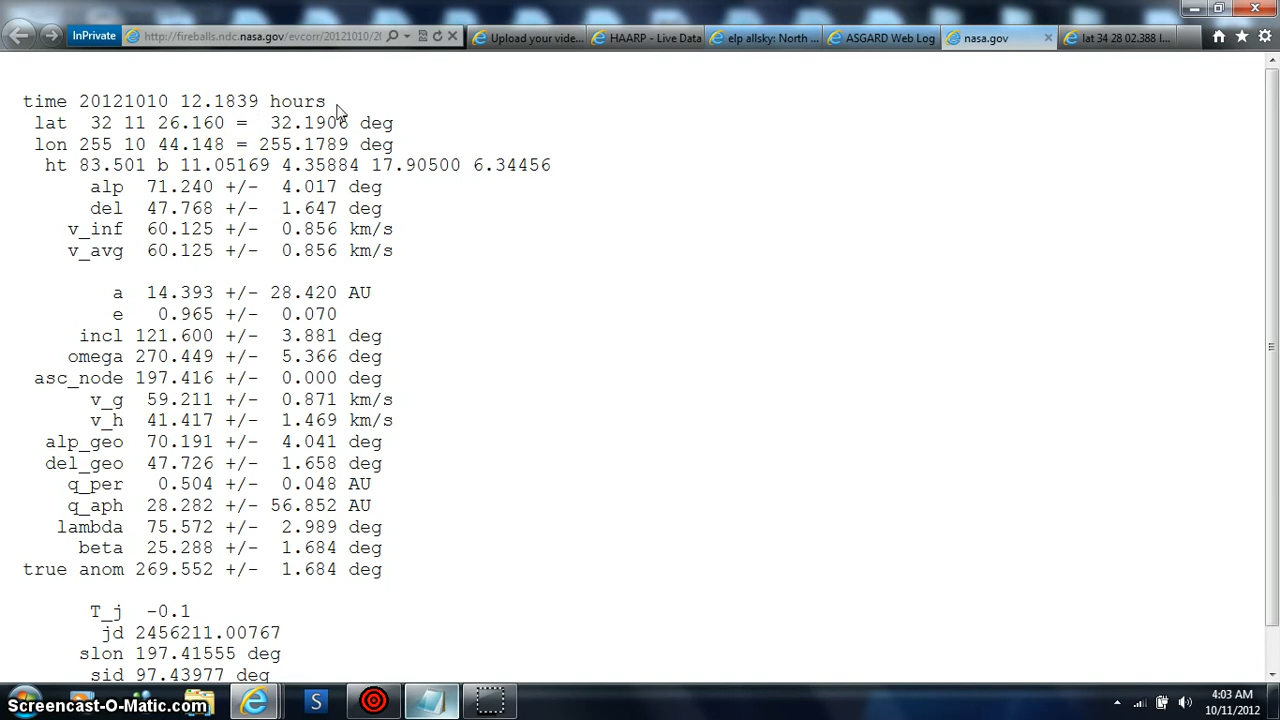 InPrivate
http://fireballs.ndc.nasa.gov/evcorr/20121010/2
Upload your vide...
HAARP - Live Data
elp allsky: North ...
ASGARD Web Log
nasa.gov
lat 34 28 02.388 l...
time 20121010 12.1839 hours
lat 32 11 26.160 = 32.1906 deg
lon 255 10 44.148 = 255.1789 deg
ht 83.501 b 11.05169 4.35884 17.90500 6.34456
alp 71.240 +/- 4.017 deg
del 47.768 +/- 1.647 deg
v_inf 60.125 +/- 0.856 km/s
v_avg 60.125 +/- 0.856 km/s
a 14.393 +/- 28.420 AU
e 0.965 +/- 0.070
incl 121.600 +/- 3.881 deg
omega 270.449 +/- 5.366 deg
asc_node 197.416 +/- 0.000 deg
v_g 59.211 +/- 0.871 km/s
v_h 41.417 +/- 1.469 km/s
alp_geo 70.191 +/- 4.041 deg
del_geo 47.726 +/- 1.658 deg
q_per 0.504 +/- 0.048 AU
q_aph 28.282 +/- 56.852 AU
lambda 75.572 +/- 2.989 deg
beta 25.288 +/- 1.684 deg
true anom 269.552 +/- 1.684 deg
T_j -0.1
jd 2456211.00767
slon 197.41555 deg
sid 97.43977 deg
S
4:03 AM
Screencast-O-Matic.com
10/11/2012